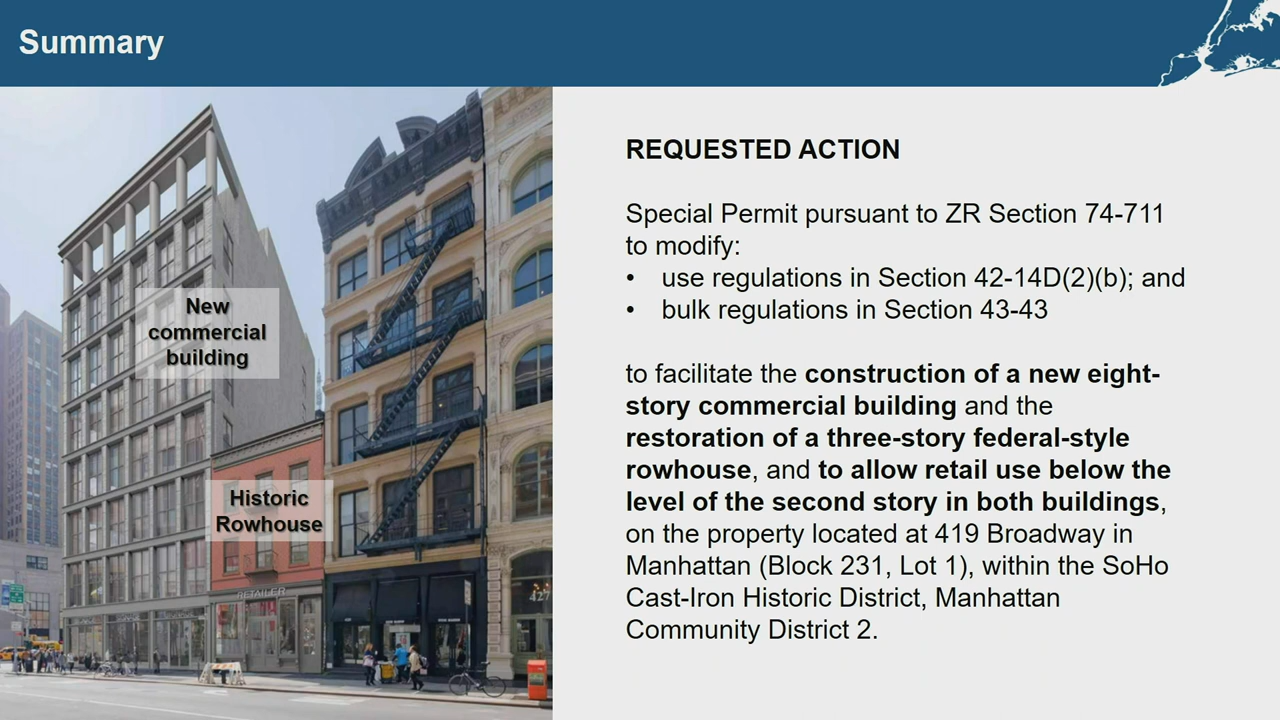 Summary
New
commercial
building
Historic
Rowhouse
RETAILER
427
REQUESTED ACTION
Special Permit pursuant to ZR Section 74-711
to modify:
• use regulations in Section 42-14D(2)(b); and
• bulk regulations in Section 43-43
to facilitate the construction of a new eight-
story commercial building and the
restoration of a three-story federal-style
rowhouse, and to allow retail use below the
level of the second story in both buildings,
on the property located at 419 Broadway in
Manhattan (Block 231, Lot 1), within the SoHo
Cast-Iron Historic District, Manhattan
Community District 2.